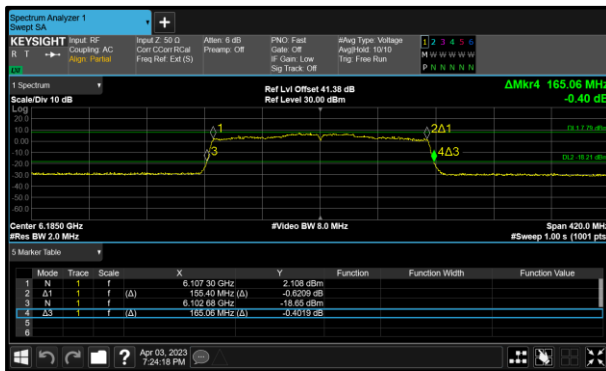 Spectrum Analyzer 1
Swept SA
KEYSIGHT Input: RF Input Z: 50 Ω Atten: 6 dB PNO: Fast #Avg Type: Voltage 1 2 3 4 5 6
R T Coupling: AC Corr CCorr RCal Preamp: Off Gate: Off Avg|Hold: 10/10 M W W W W W
Align: Partial Freq Ref: Ext (S) IF Gain: Low Trig: Free Run P N N N N N
Sig Track: Off
1 Spectrum Ref Lvl Offset 41.38 dB ΔMkr4 165.06 MHz
Scale/Div 10 dB Ref Level 30.00 dBm -0.40 dB
Log
20.0
10.0
0.00
-10.0
-20.0
-30.0
-40.0
-50.0
-60.0
1
2Δ1
3
4Δ3
DL1 7.79 dBm
DL2 -18.21 dBm
Center 6.1850 GHz #Video BW 8.0 MHz Span 420.0 MHz
#Res BW 2.0 MHz #Sweep 1.00 s (1001 pts)
5 Marker Table
Mode Trace Scale X Y Function Function Width Function Value
1 N 1 f 6.107 30 GHz 2.108 dBm
2 Δ1 1 f (Δ) 155.40 MHz (Δ) -0.6209 dB
3 N 1 f 6.102 68 GHz -18.65 dBm
4 Δ3 1 f (Δ) 165.06 MHz (Δ) -0.4019 dB
5
6
? Apr 03, 2023
7:24:18 PM